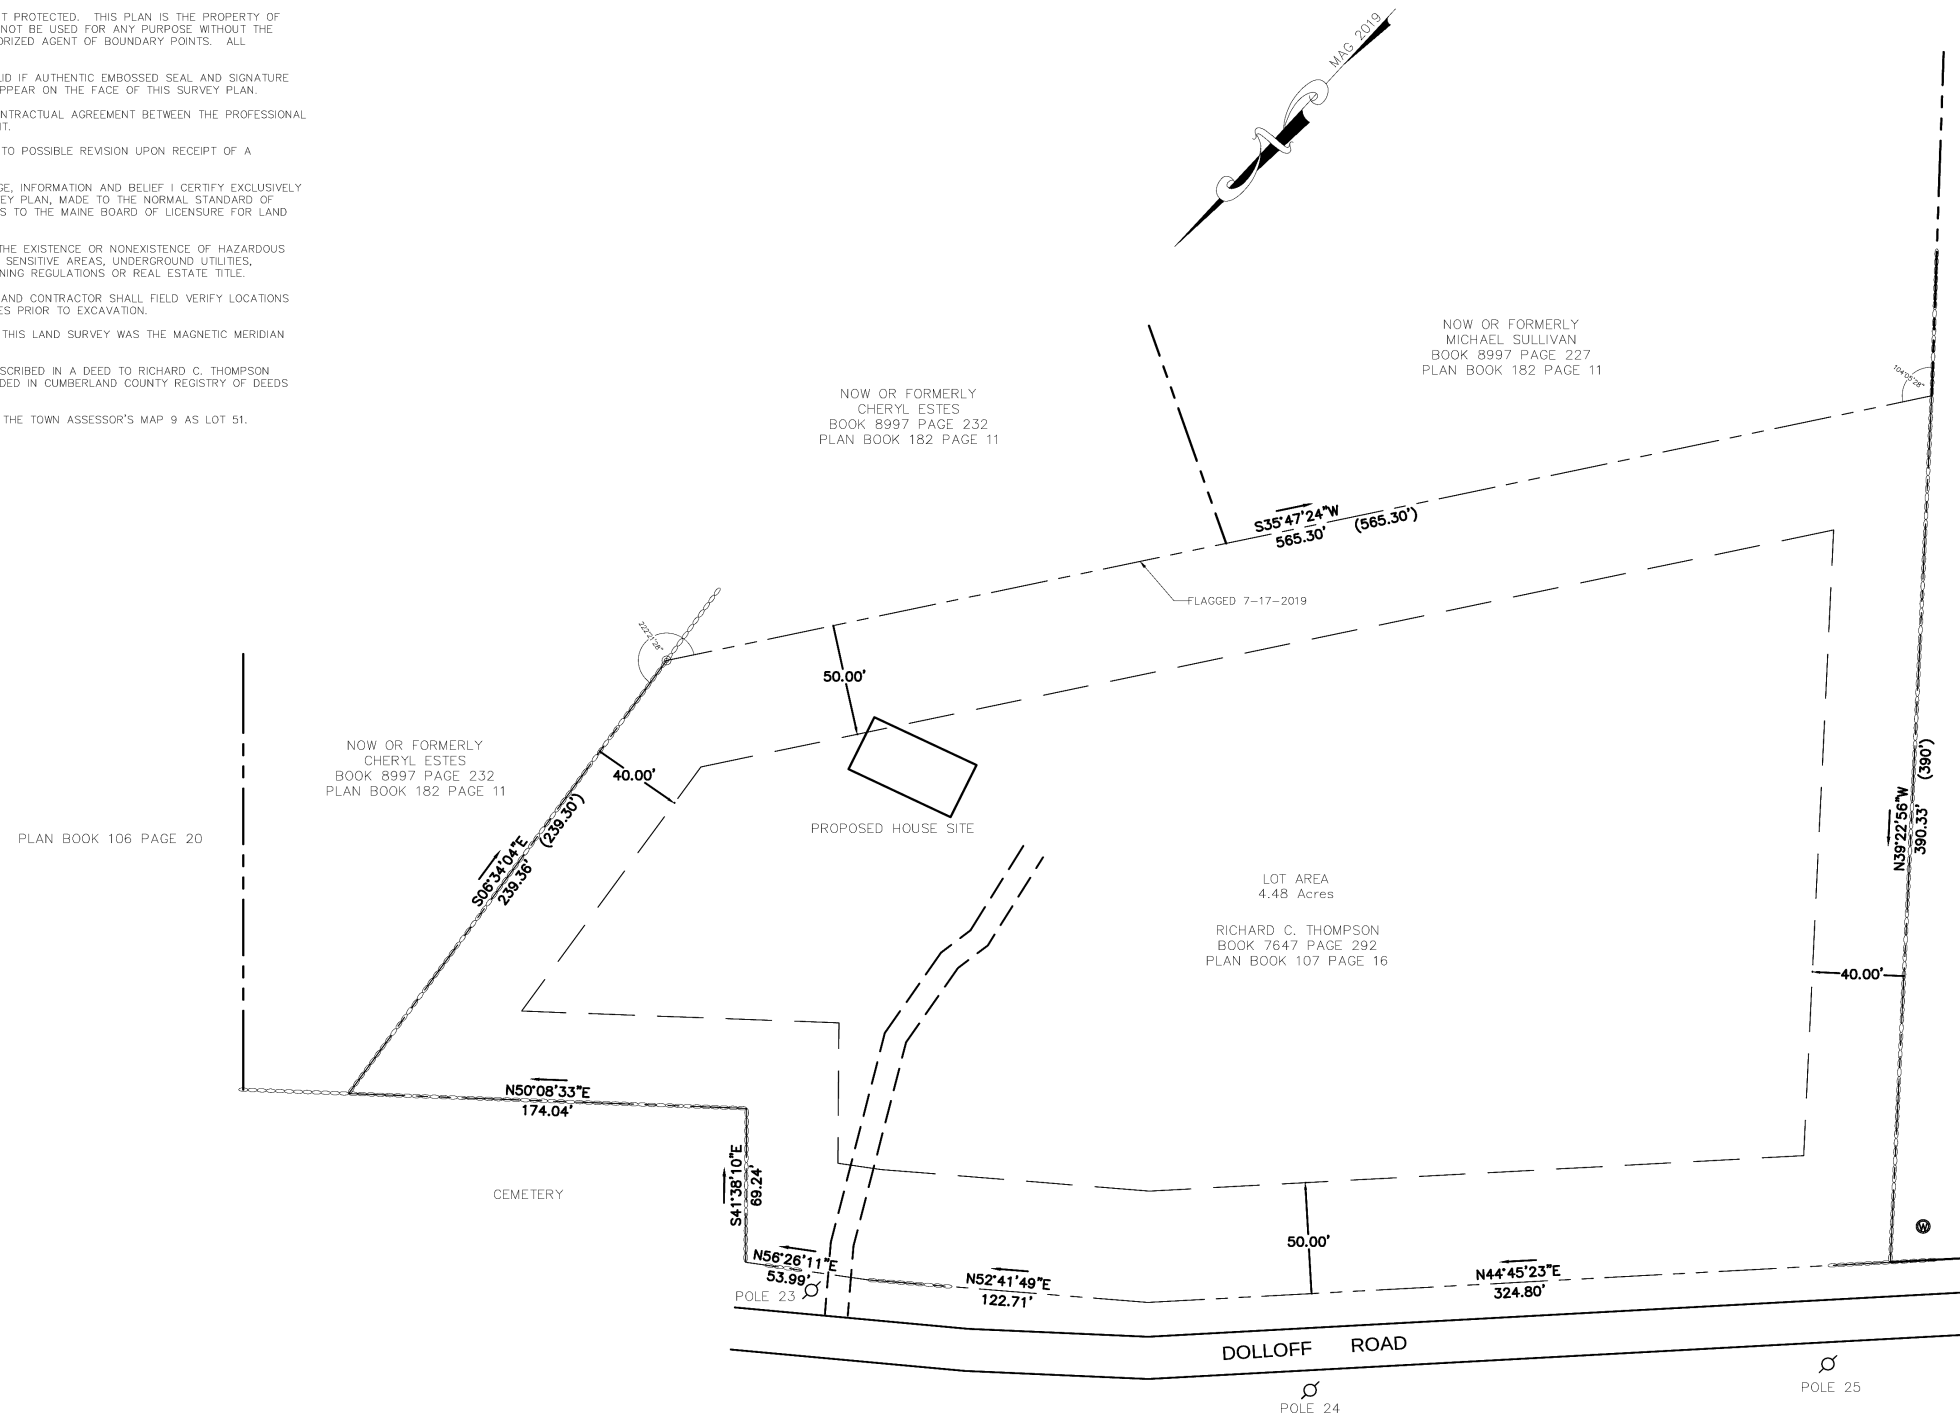 T PROTECTED. THIS PLAN IS THE PROPERTY OF
NOT BE USED FOR ANY PURPOSE WITHOUT THE
ORIZED AGENT OF BOUNDARY POINTS. ALL
ID IF AUTHENTIC EMBOSSED SEAL AND SIGNATURE
PPEAR ON THE FACE OF THIS SURVEY PLAN.
NTRACTUAL AGREEMENT BETWEEN THE PROFESSIONAL
IT.
TO POSSIBLE REVISION UPON RECEIPT OF A
GE, INFORMATION AND BELIEF I CERTIFY EXCLUSIVELY
EY PLAN, MADE TO THE NORMAL STANDARD OF
S TO THE MAINE BOARD OF LICENSURE FOR LAND
THE EXISTENCE OR NONEXISTENCE OF HAZARDOUS
SENSITIVE AREAS, UNDERGROUND UTILITIES,
NING REGULATIONS OR REAL ESTATE TITLE.
AND CONTRACTOR SHALL FIELD VERIFY LOCATIONS
ES PRIOR TO EXCAVATION.
THIS LAND SURVEY WAS THE MAGNETIC MERIDIAN
SCRIBED IN A DEED TO RICHARD C. THOMPSON
DED IN CUMBERLAND COUNTY REGISTRY OF DEEDS
THE TOWN ASSESSOR'S MAP 9 AS LOT 51.
MAG 2019
NOW OR FORMERLY
MICHAEL SULLIVAN
BOOK 8997 PAGE 227
PLAN BOOK 182 PAGE 11
104°05'28"
NOW OR FORMERLY
CHERYL ESTES
BOOK 8997 PAGE 232
PLAN BOOK 182 PAGE 11
S35°47'24"W (565.30')
565.30'
FLAGGED 7-17-2019
222°21'28"
50.00'
40.00'
NOW OR FORMERLY
CHERYL ESTES
BOOK 8997 PAGE 232
PLAN BOOK 182 PAGE 11
PLAN BOOK 106 PAGE 20
S06°34'04"E (239.30')
239.36'
PROPOSED HOUSE SITE
LOT AREA
4.48 Acres
RICHARD C. THOMPSON
BOOK 7647 PAGE 292
PLAN BOOK 107 PAGE 16
N39°22'56"W (390')
390.33'
40.00'
N50°08'33"E
174.04'
CEMETERY
S41°38'10"E
69.24'
W
N56°26'11"E
53.99'
POLE 23
N52°41'49"E
122.71'
50.00'
N44°45'23"E
324.80'
DOLLOFF ROAD
POLE 24
POLE 25